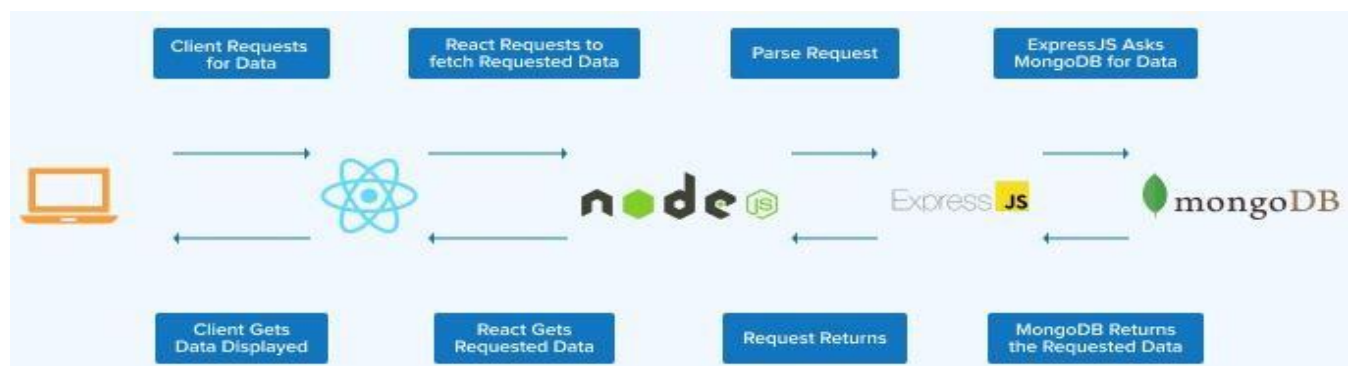 Client Requests
for Data
React Requests to
fetch Requested Data
Parse Request
ExpressJS Asks
MongoDB for Data
node JS
Express JS
mongoDB
Client Gets
Data Displayed
React Gets
Requested Data
Request Returns
MongoDB Returns
the Requested Data